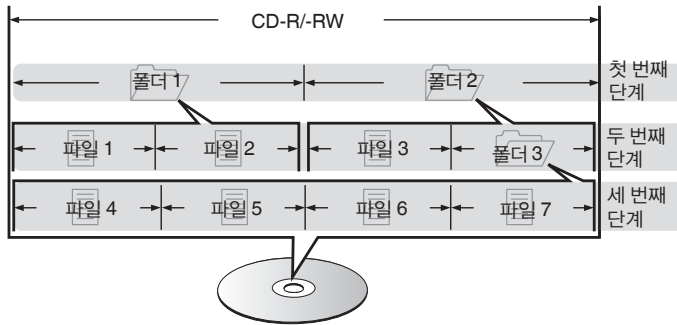 CD-R/-RW
폴더 1
폴더 2
첫 번째
단계
파일 1
파일 2
파일 3
폴더 3
두 번째
단계
파일 4
파일 5
파일 6
파일 7
세 번째
단계